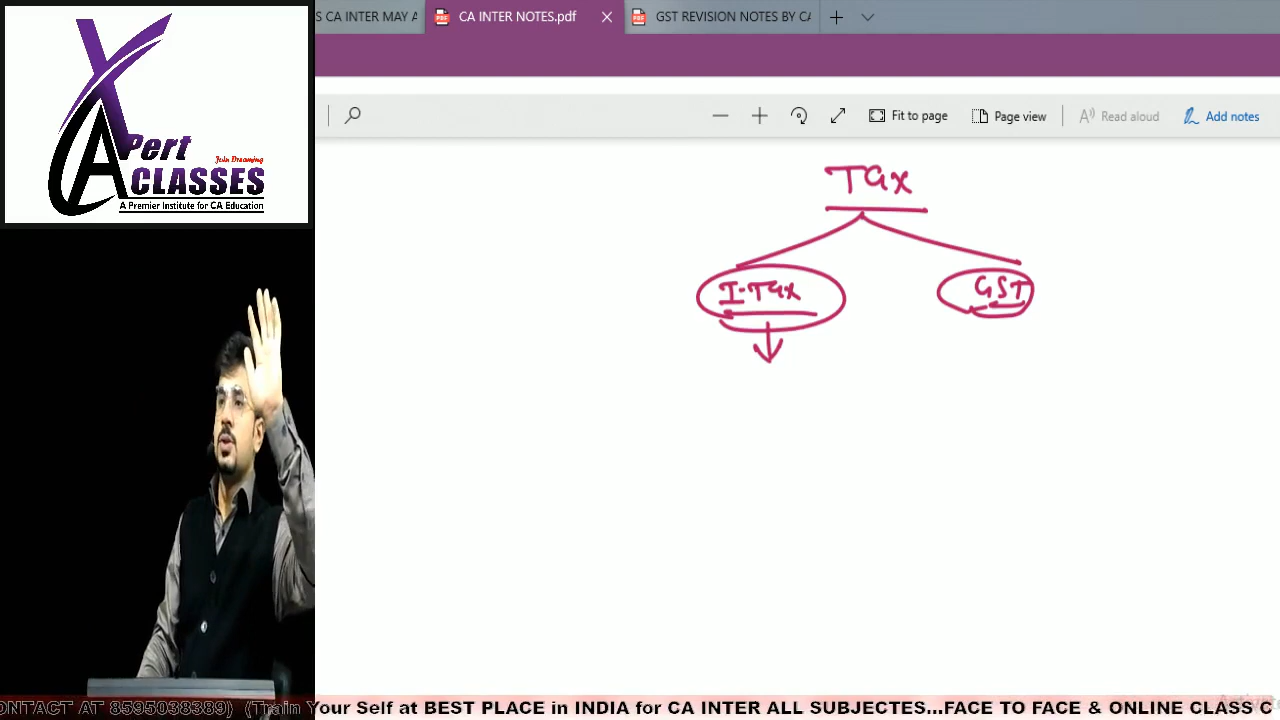 S CA INTER MAY A
CA INTER NOTES.pdf
GST REVISION NOTES BY CA
Fit to page
Page view
Read aloud
Add notes
XPert
Join Dreaming
CA CLASSES
A Premier Institute for CA Education
TAx
I-TAx
GST
ONTACT AT 8595038389) (Train Your Self at BEST PLACE in INDIA for CA INTER ALL SUBJECTES...FACE TO FACE & ONLINE CLASS C